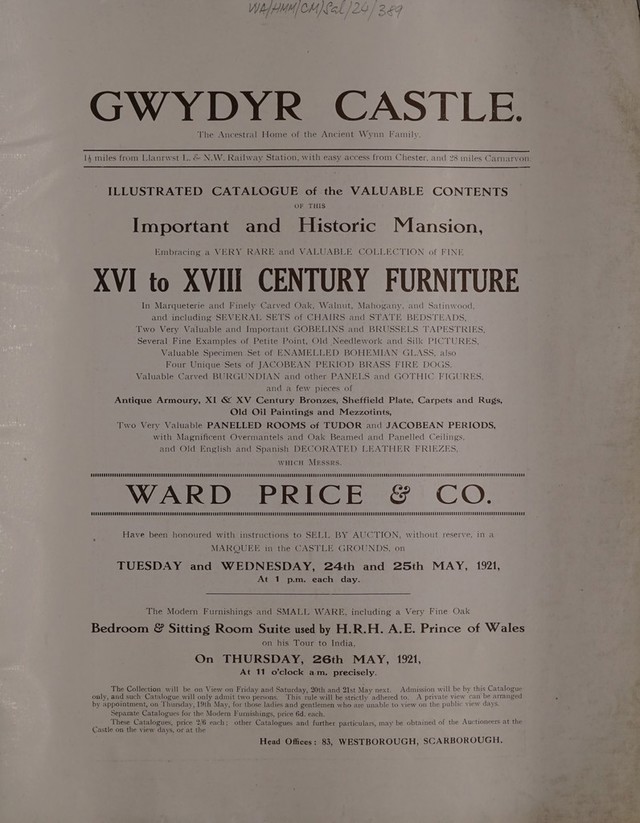 WA/HMM/CM/Sal/24/389
GWYDYR CASTLE.
The Ancestral Home of the Ancient Wynn Family.
1½ miles from Llanrwst L. & N.W. Railway Station, with easy access from Chester, and 28 miles Carnarvon
ILLUSTRATED CATALOGUE of the VALUABLE CONTENTS
OF THIS
Important and Historic Mansion,
Embracing a VERY RARE and VALUABLE COLLECTION of FINE
XVI to XVIII CENTURY FURNITURE
In Marqueterie and Finely Carved Oak, Walnut, Mahogany, and Satinwood,
and including SEVERAL SETS of CHAIRS and STATE BEDSTEADS,
Two Very Valuable and Important GOBELINS and BRUSSELS TAPESTRIES,
Several Fine Examples of Petite Point, Old Needlework and Silk PICTURES,
Valuable Specimen Set of ENAMELLED BOHEMIAN GLASS, also
Four Unique Sets of JACOBEAN PERIOD BRASS FIRE DOGS,
Valuable Carved BURGUNDIAN and other PANELS and GOTHIC FIGURES,
and a few pieces of
Antique Armoury, XI & XV Century Bronzes, Sheffield Plate, Carpets and Rugs,
Old Oil Paintings and Mezzotints,
Two Very Valuable PANELLED ROOMS of TUDOR and JACOBEAN PERIODS,
with Magnificent Overmantels and Oak Beamed and Panelled Ceilings,
and Old English and Spanish DECORATED LEATHER FRIEZES,
WHICH MESSRS.
WARD PRICE & CO.
Have been honoured with instructions to SELL BY AUCTION, without reserve, in a
MARQUEE in the CASTLE GROUNDS, on
TUESDAY and WEDNESDAY, 24th and 25th MAY, 1921,
At 1 p.m. each day.
The Modern Furnishings and SMALL WARE, including a Very Fine Oak
Bedroom & Sitting Room Suite used by H.R.H. A.E. Prince of Wales
on his Tour to India,
On THURSDAY, 26th MAY, 1921,
At 11 o'clock a.m. precisely.
The Collection will be on View on Friday and Saturday, 20th and 21st May next. Admission will be by this Catalogue
only, and such Catalogue will only admit two persons. This rule will be strictly adhered to. A private view can be arranged
by appointment, on Thursday, 19th May, for those ladies and gentlemen who are unable to view on the public view days.
Separate Catalogues for the Modern Furnishings, price 6d. each.
These Catalogues, price 2/6 each; other Catalogues and further particulars, may be obtained of the Auctioneers at the
Castle on the view days, or at the
Head Offices: 83, WESTBOROUGH, SCARBOROUGH.